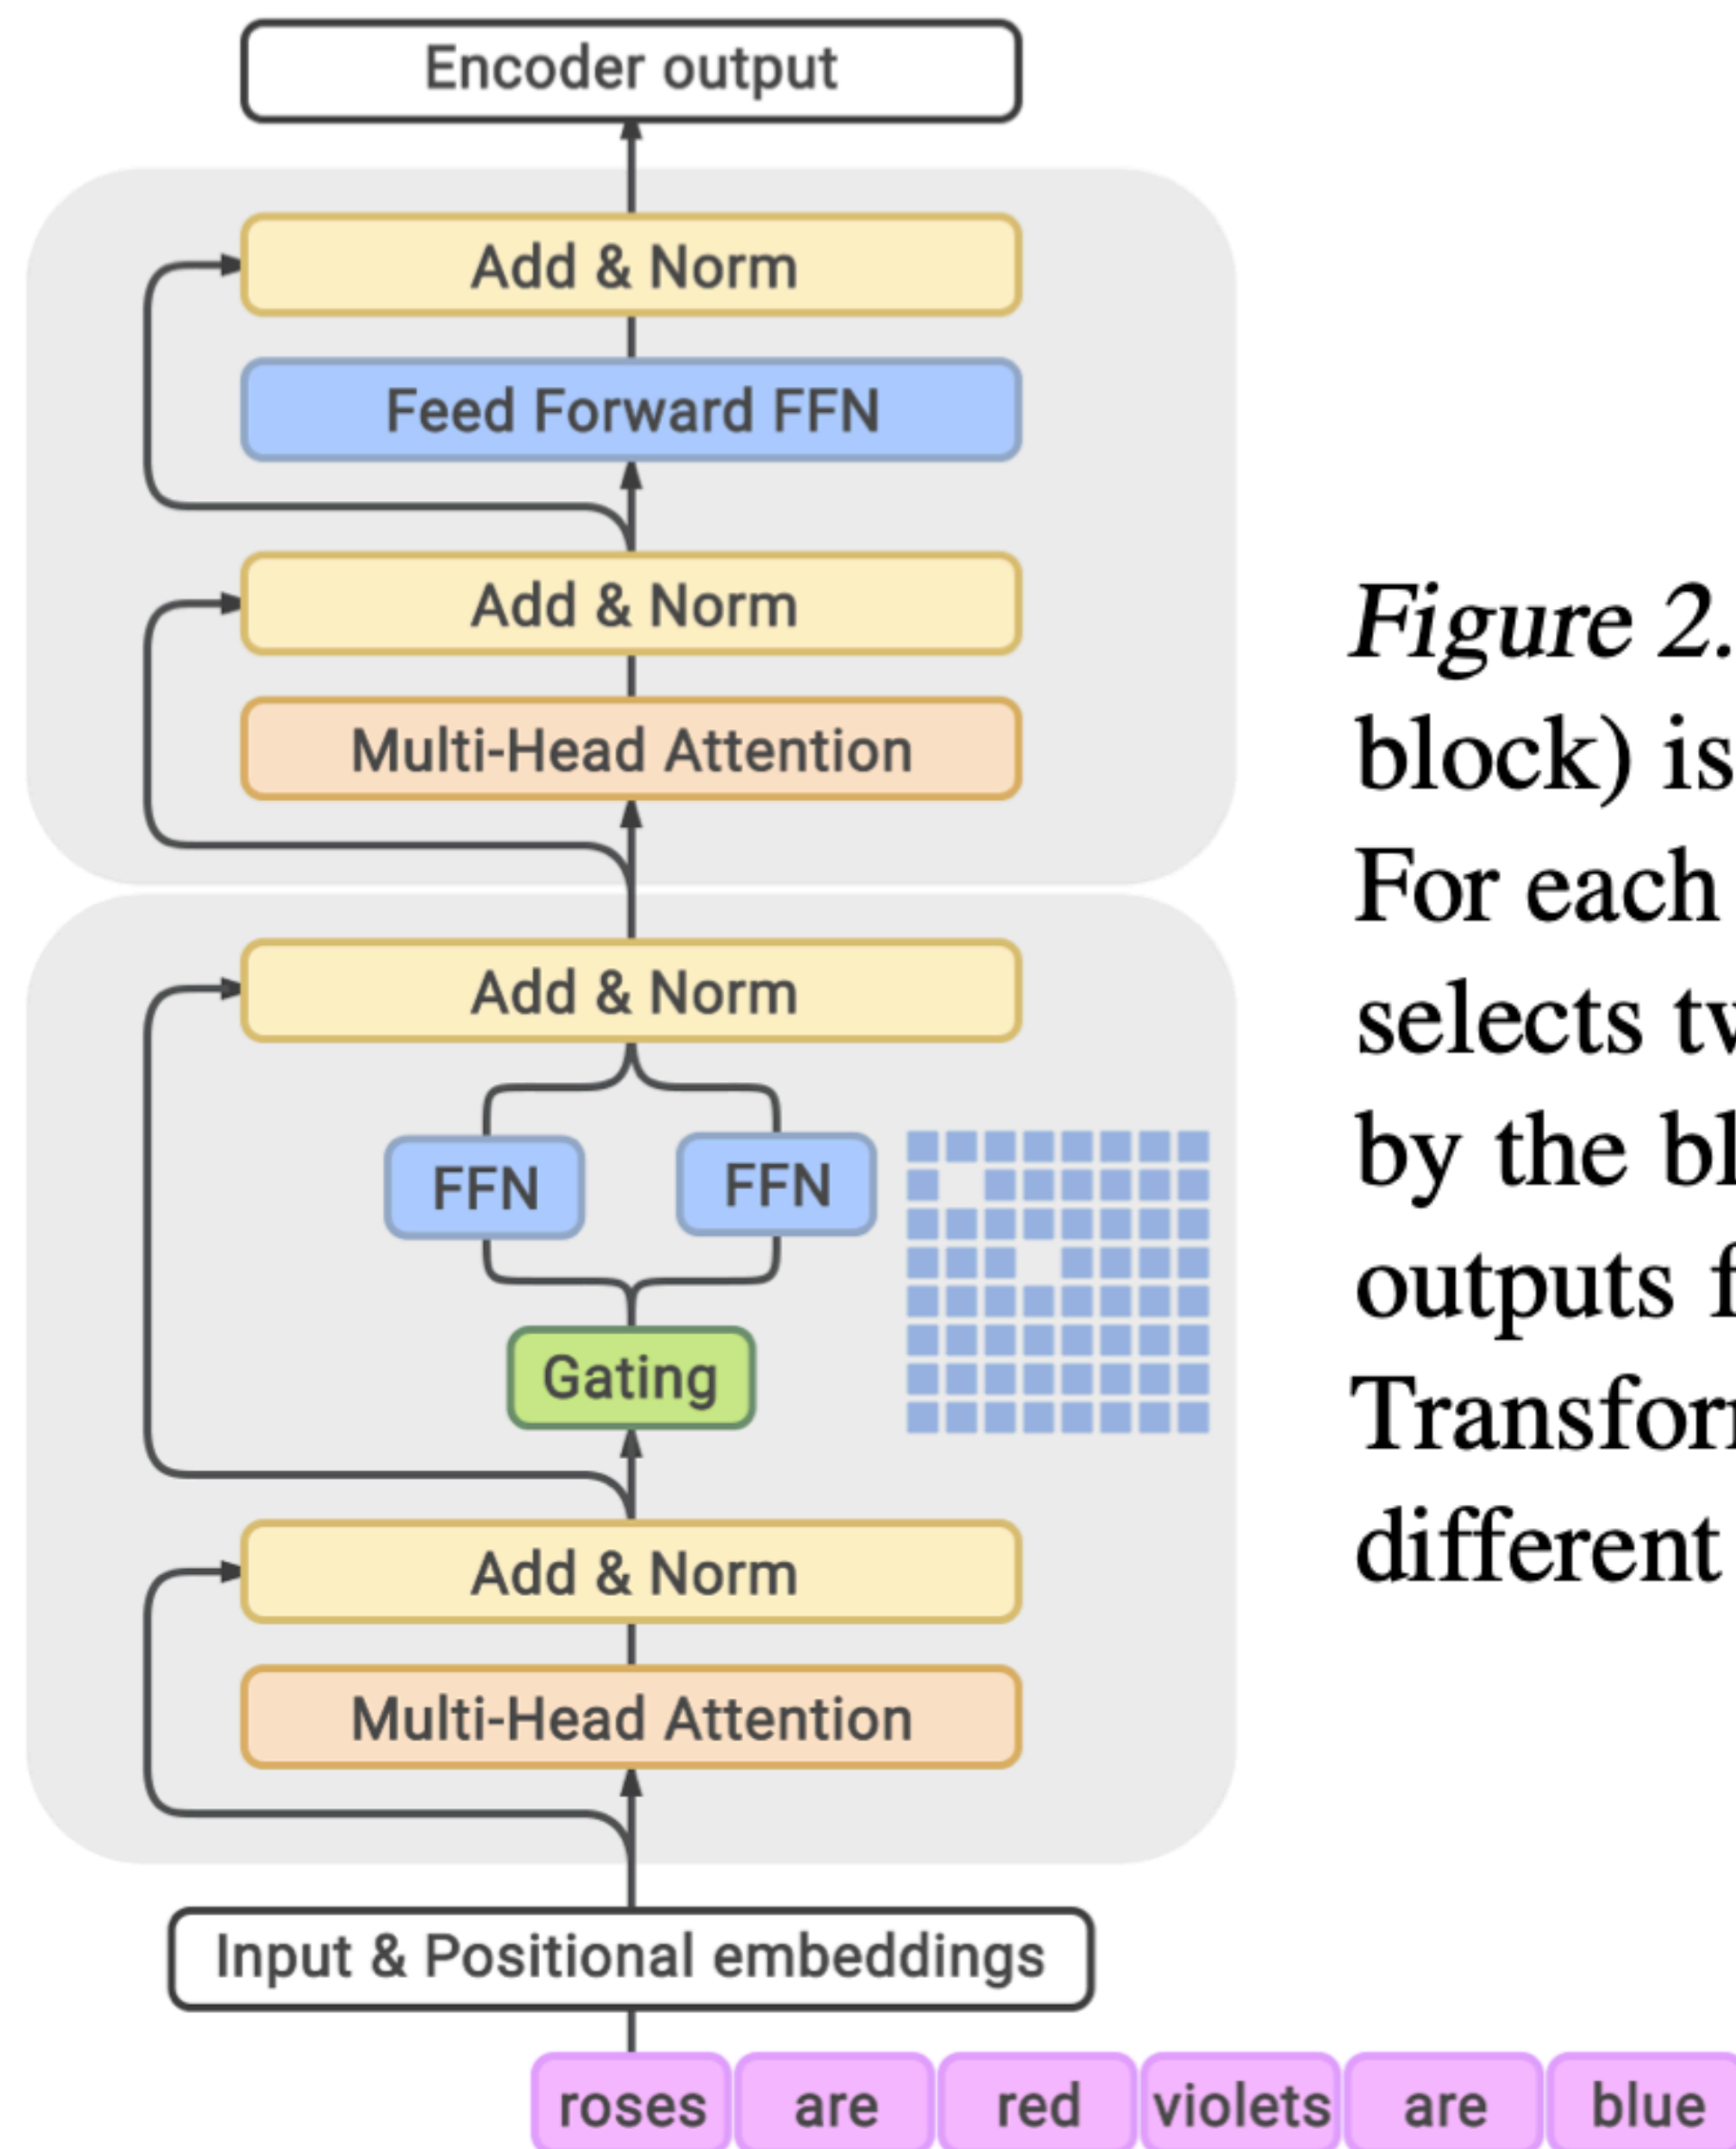 Encoder output
Add & Norm
Feed Forward FFN
Add & Norm
Multi-Head Attention
Add & Norm
FFN FFN
Gating
Add & Norm
Multi-Head Attention
Input & Positional embeddings
roses are red violets are blue
Figure 2.
block) is
For each
selects
by the
outputs
different